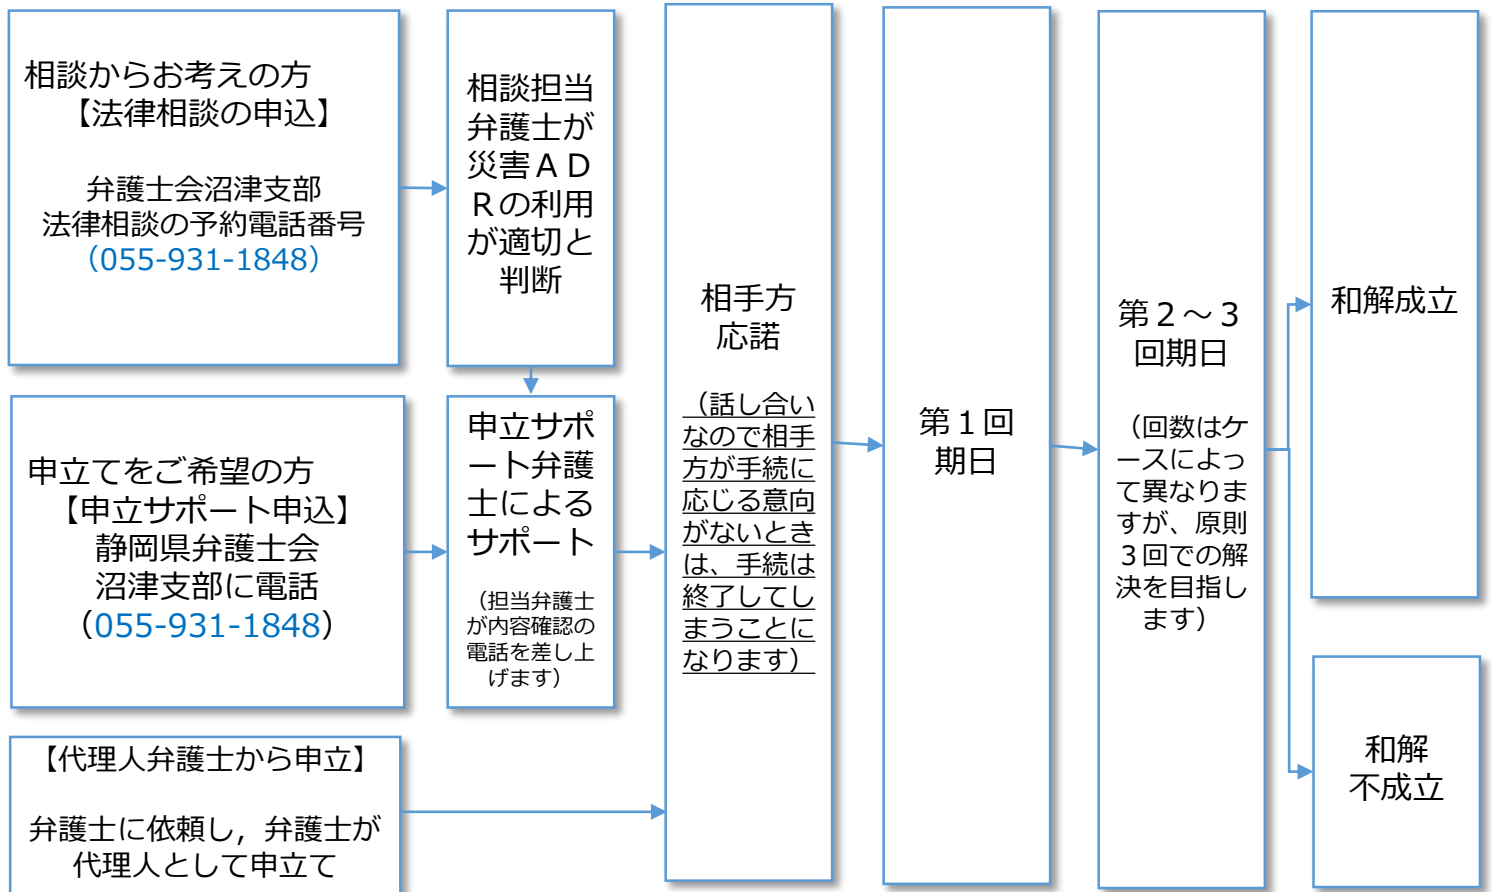 相談からお考えの方
【法律相談の申込】
弁護士会沼津支部
法律相談の予約電話番号
（055-931-1848）
相談担当
弁護士が
災害ＡＤ
Ｒの利用
が適切と
判断
申立てをご希望の方
【申立サポート申込】
静岡県弁護士会
沼津支部に電話
（055-931-1848）
申立サポ
ート弁護
士による
サポート
（担当弁護士
が内容確認の
電話を差し上
げます）
【代理人弁護士から申立】
弁護士に依頼し，弁護士が
代理人として申立て
相手方
応諾
（話し合い
なので相手
方が手続に
応じる意向
がないとき
は、手続は
終了してし
まうことに
なります）
第１回
期日
第２～３
回期日
（回数はケ
ースによっ
て異なりま
すが、原則
３回での解
決を目指し
ます）
和解成立
和解
不成立